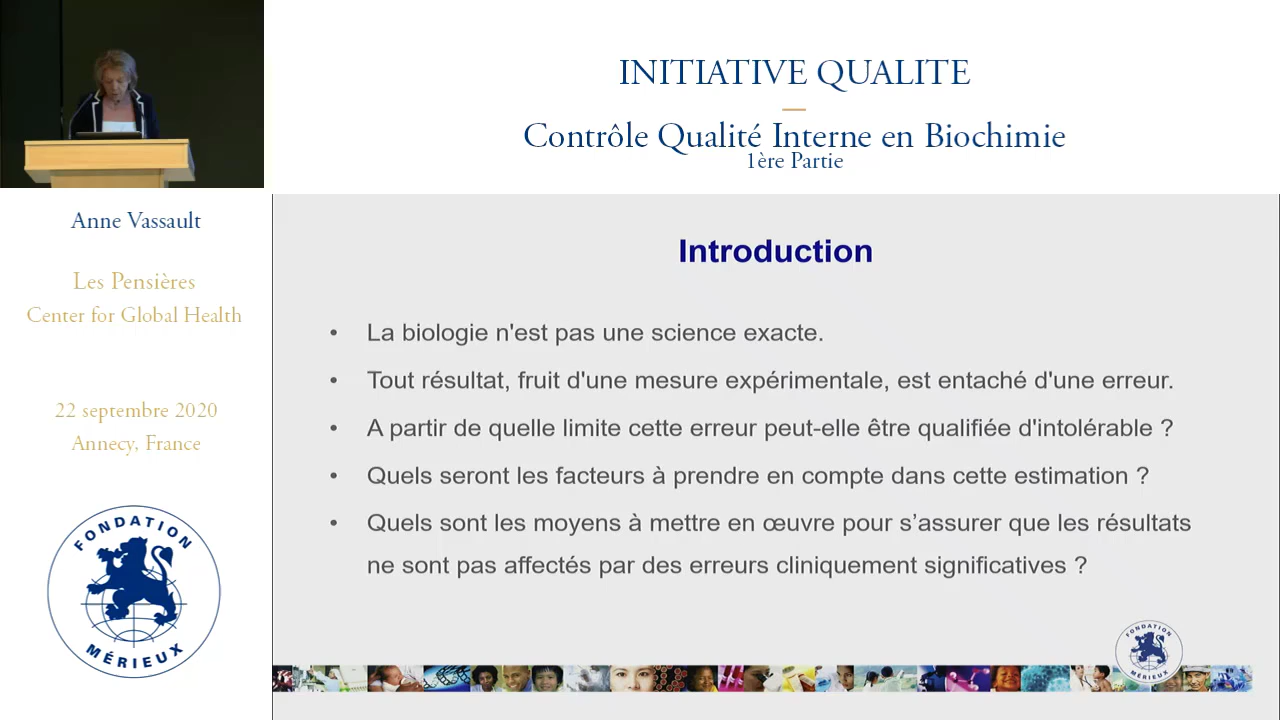 INITIATIVE QUALITE
Contrôle Qualité Interne en Biochimie
1ère Partie
Anne Vassault
Les Pensières
Center for Global Health
22 septembre 2020
Annecy, France
FONDATION
MÉRIEUX
Introduction
• La biologie n'est pas une science exacte.
• Tout résultat, fruit d'une mesure expérimentale, est entaché d'une erreur.
• A partir de quelle limite cette erreur peut-elle être qualifiée d'intolérable ?
• Quels seront les facteurs à prendre en compte dans cette estimation ?
• Quels sont les moyens à mettre en œuvre pour s’assurer que les résultats
ne sont pas affectés par des erreurs cliniquement significatives ?
FONDATION
MÉRIEUX